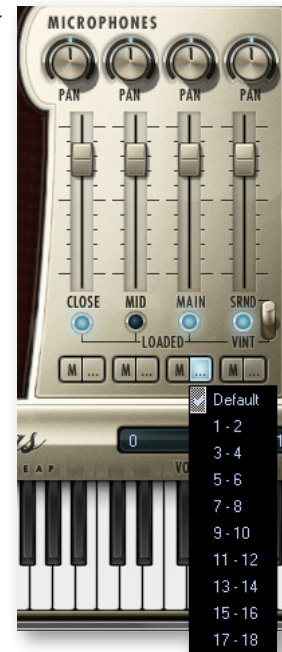 MICROPHONES
PAN PAN PAN PAN
CLOSE MID MAIN SRND
LOADED VINT
M ... M ... M ... M ...
Default
0
1 - 2
3 - 4
5 - 6
7 - 8
9 - 10
11 - 12
13 - 14
15 - 16
17 - 18